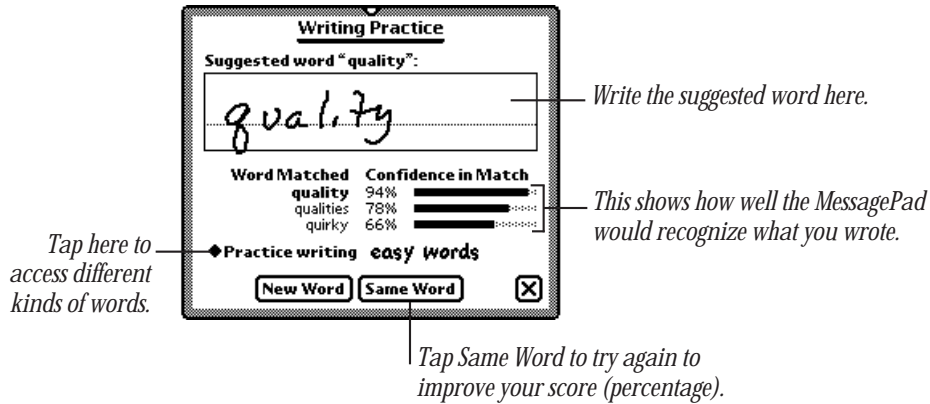 Writing Practice
Suggested word “quality”:
quality
Write the suggested word here.
Word Matched Confidence in Match
quality 94%
qualities 78%
quirky 66%
This shows how well the MessagePad
would recognize what you wrote.
Tap here to
access different
kinds of words.
Practice writing easy words
New Word Same Word X
Tap Same Word to try again to
improve your score (percentage).